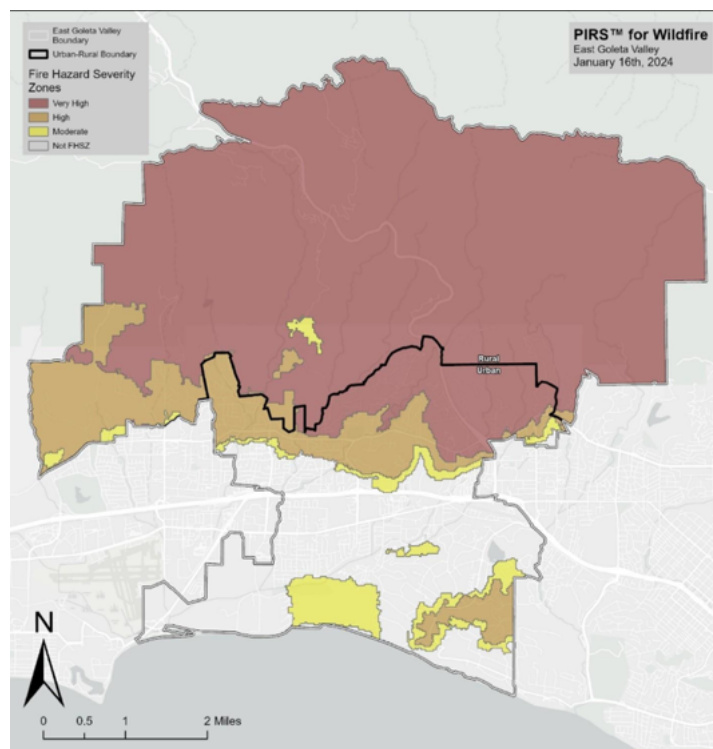 East Goleta Valley
Boundary
Urban-Rural Boundary
Fire Hazard Severity
Zones
Very High
High
Moderate
Not FHSZ
PIRS™ for Wildfire
East Goleta Valley
January 16th, 2024
Rural
Urban
N
0 0.5 1 2 Miles